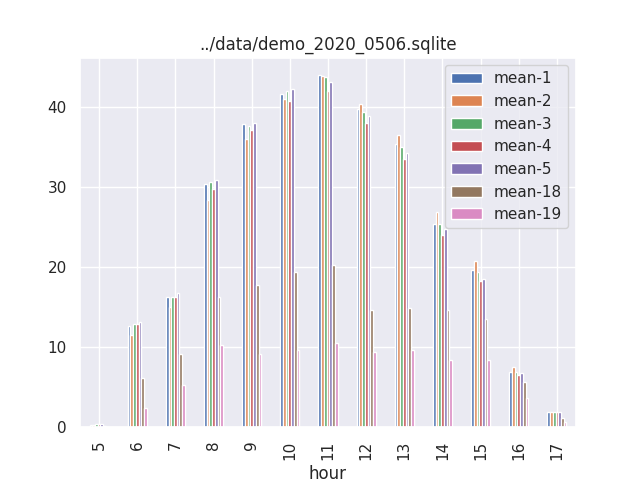 ../data/demo_2020_0506.sqlite
mean-1
mean-2
mean-3
mean-4
mean-5
mean-18
mean-19
40
30
20
10
0
5 6 7 8 9 10 11 12 13 14 15 16 17
hour